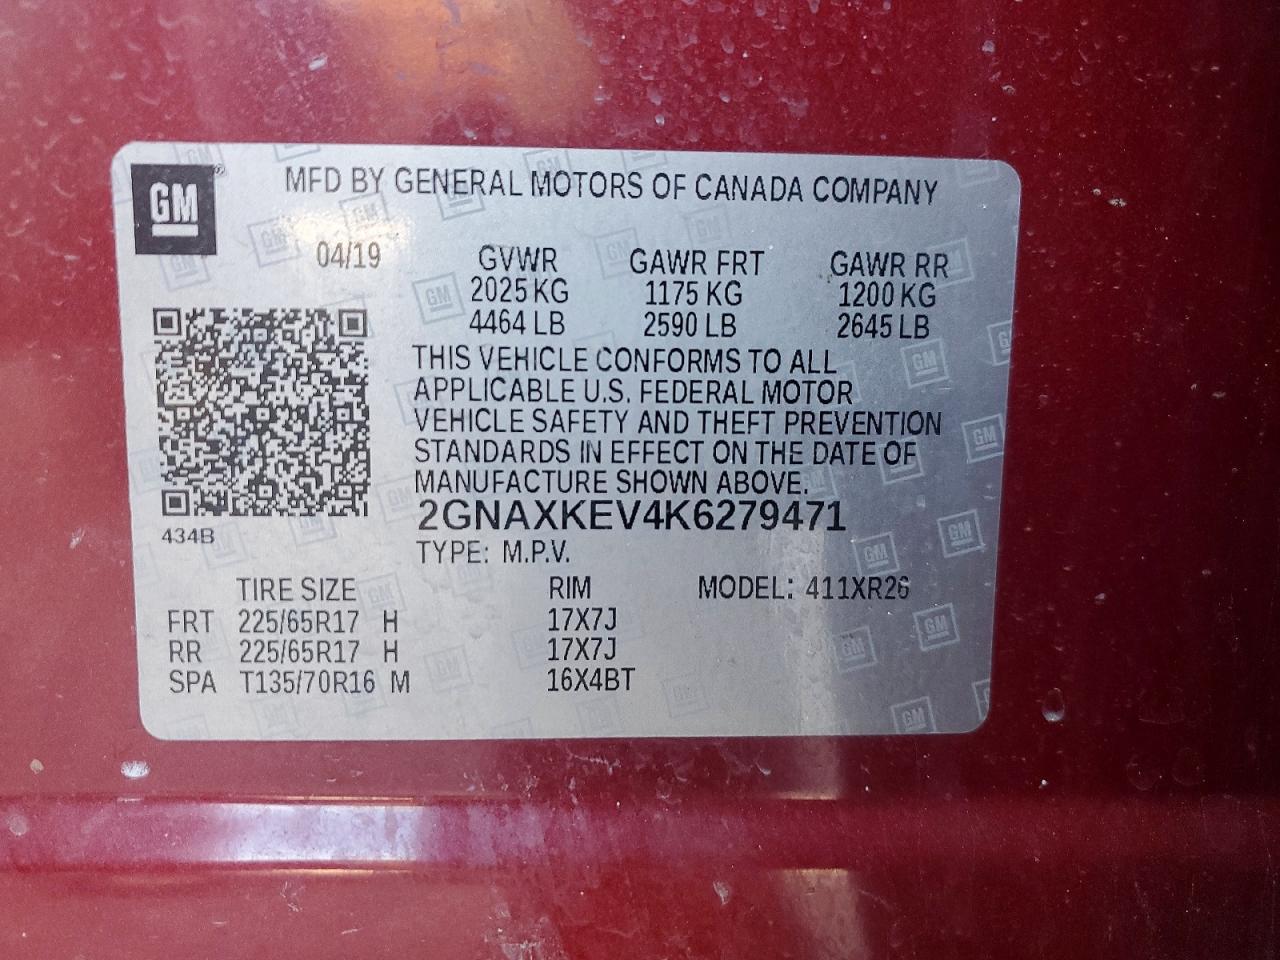 GM
MFD BY GENERAL MOTORS OF CANADA COMPANY
04/19
GVWR GAWR FRT GAWR RR
2025 KG 1175 KG 1200 KG
4464 LB 2590 LB 2645 LB
THIS VEHICLE CONFORMS TO ALL
APPLICABLE U.S. FEDERAL MOTOR
VEHICLE SAFETY AND THEFT PREVENTION
STANDARDS IN EFFECT ON THE DATE OF
MANUFACTURE SHOWN ABOVE.
2GNAXKEV4K6279471
434B
TYPE: M.P.V.
TIRE SIZE RIM MODEL: 411XR26
FRT 225/65R17 H 17X7J
RR 225/65R17 H 17X7J
SPA T135/70R16 M 16X4BT